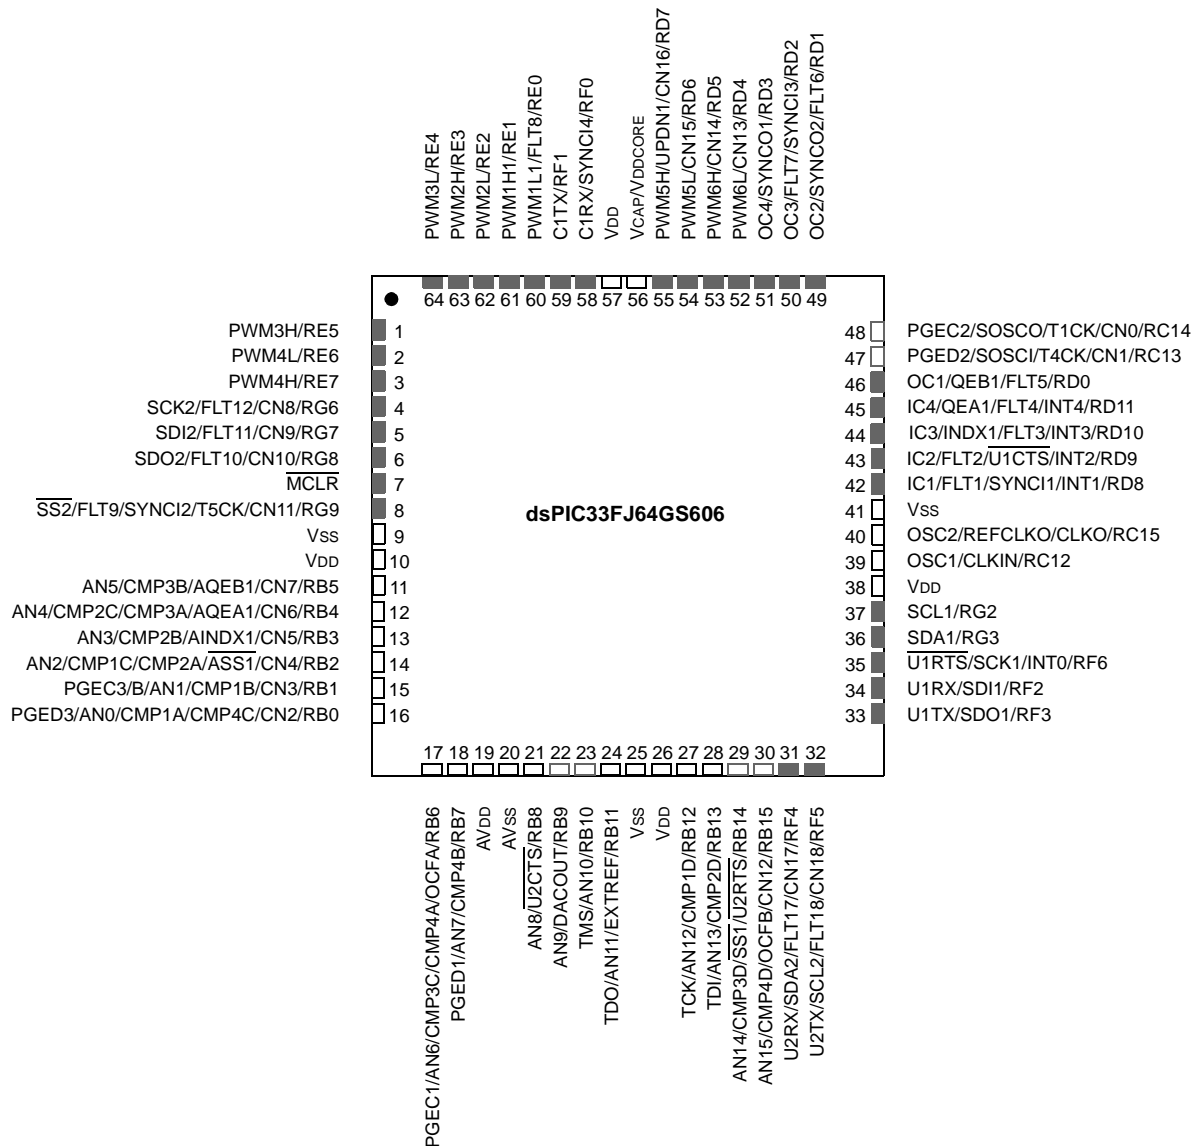 PWM3L/RE4
PWM2H/RE3
PWM2L/RE2
PWM1H1/RE1
PWM1L1/FLT8/RE0
C1TX/RF1
C1RX/SYNCI4/RF0
VDD
VCAP/VDDCORE
PWM5H/UPDN1/CN16/RD7
PWM5L/CN15/RD6
PWM6H/CN14/RD5
PWM6L/CN13/RD4
OC4/SYNCO1/RD3
OC3/FLT7/SYNCI3/RD2
OC2/SYNCO2/FLT6/RD1
64 63 62 61 60 59 58 57 56 55 54 53 52 51 50 49
PWM3H/RE5 1
PWM4L/RE6 2
PWM4H/RE7 3
SCK2/FLT12/CN8/RG6 4
SDI2/FLT11/CN9/RG7 5
SDO2/FLT10/CN10/RG8 6
MCLR 7
SS2/FLT9/SYNCI2/T5CK/CN11/RG9 8
VSS 9
VDD 10
AN5/CMP3B/AQEB1/CN7/RB5 11
AN4/CMP2C/CMP3A/AQEA1/CN6/RB4 12
AN3/CMP2B/AINDX1/CN5/RB3 13
AN2/CMP1C/CMP2A/ASS1/CN4/RB2 14
PGEC3/B/AN1/CMP1B/CN3/RB1 15
PGED3/AN0/CMP1A/CMP4C/CN2/RB0 16
dsPIC33FJ64GS606
48 PGEC2/SOSCO/T1CK/CN0/RC14
47 PGED2/SOSCI/T4CK/CN1/RC13
46 OC1/QEB1/FLT5/RD0
45 IC4/QEA1/FLT4/INT4/RD11
44 IC3/INDX1/FLT3/INT3/RD10
43 IC2/FLT2/U1CTS/INT2/RD9
42 IC1/FLT1/SYNCI1/INT1/RD8
41 VSS
40 OSC2/REFCLKO/CLKO/RC15
39 OSC1/CLKIN/RC12
38 VDD
37 SCL1/RG2
36 SDA1/RG3
35 U1RTS/SCK1/INT0/RF6
34 U1RX/SDI1/RF2
33 U1TX/SDO1/RF3
17 18 19 20 21 22 23 24 25 26 27 28 29 30 31 32
PGEC1/AN6/CMP3C/CMP4A/OCFA/RB6
PGED1/AN7/CMP4B/RB7
AVDD
AVSS
AN8/U2CTS/RB8
AN9/DACOUT/RB9
TMS/AN10/RB10
TDO/AN11/EXTREF/RB11
VSS
VDD
TCK/AN12/CMP1D/RB12
TDI/AN13/CMP2D/RB13
AN14/CMP3D/SS1/U2RTS/RB14
AN15/CMP4D/OCFB/CN12/RB15
U2RX/SDA2/FLT17/CN17/RF4
U2TX/SCL2/FLT18/CN18/RF5